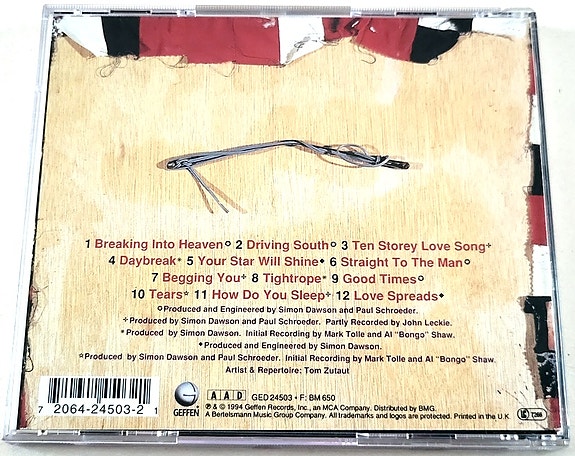 1 Breaking Into Heaven✪ 2 Driving South✪ 3 Ten Storey Love Song✢
4 Daybreak* 5 Your Star Will Shine* 6 Straight To The Man✪
7 Begging You✢ 8 Tightrope* 9 Good Times✪
10 Tears☆ 11 How Do You Sleep✢ 12 Love Spreads◆
✪Produced and Engineered by Simon Dawson and Paul Schroeder.
✢Produced by Simon Dawson and Paul Schroeder. Partly Recorded by John Leckie.
*Produced by Simon Dawson. Initial Recording by Mark Tolle and Al "Bongo" Shaw.
◆Produced and Engineered by Simon Dawson.
☆Produced by Simon Dawson and Paul Schroeder. Initial Recording by Mark Tolle and Al "Bongo" Shaw.
Artist & Repertoire: Tom Zutaut
7 2064-24503-2 1
GEFFEN
AAD GED 24503 • F: BM 650
℗ & © 1994 Geffen Records, Inc., an MCA Company. Distributed by BMG.
A Bertelsmann Music Group Company. All trademarks and logos are protected. Printed in the U.K